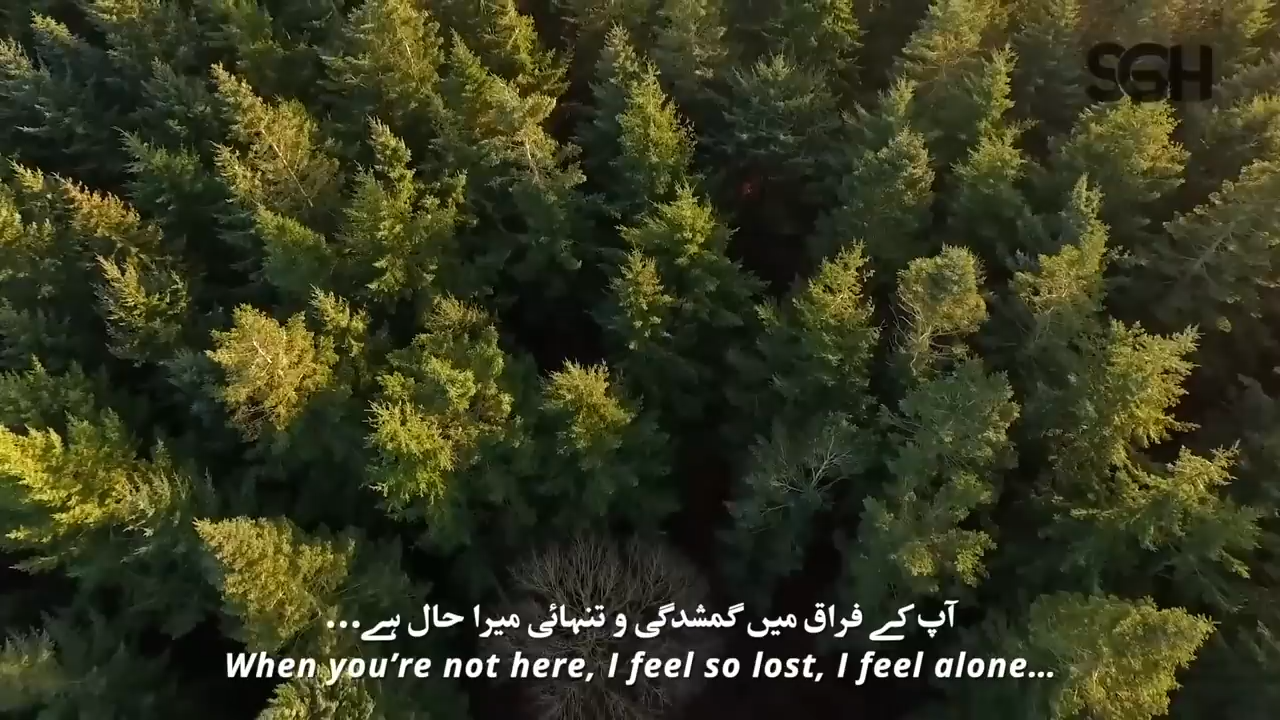 SGH
آپ کے فراق میں گمشدگی و تنہائی میرا حال ہے...
When you're not here, I feel so lost, I feel alone...